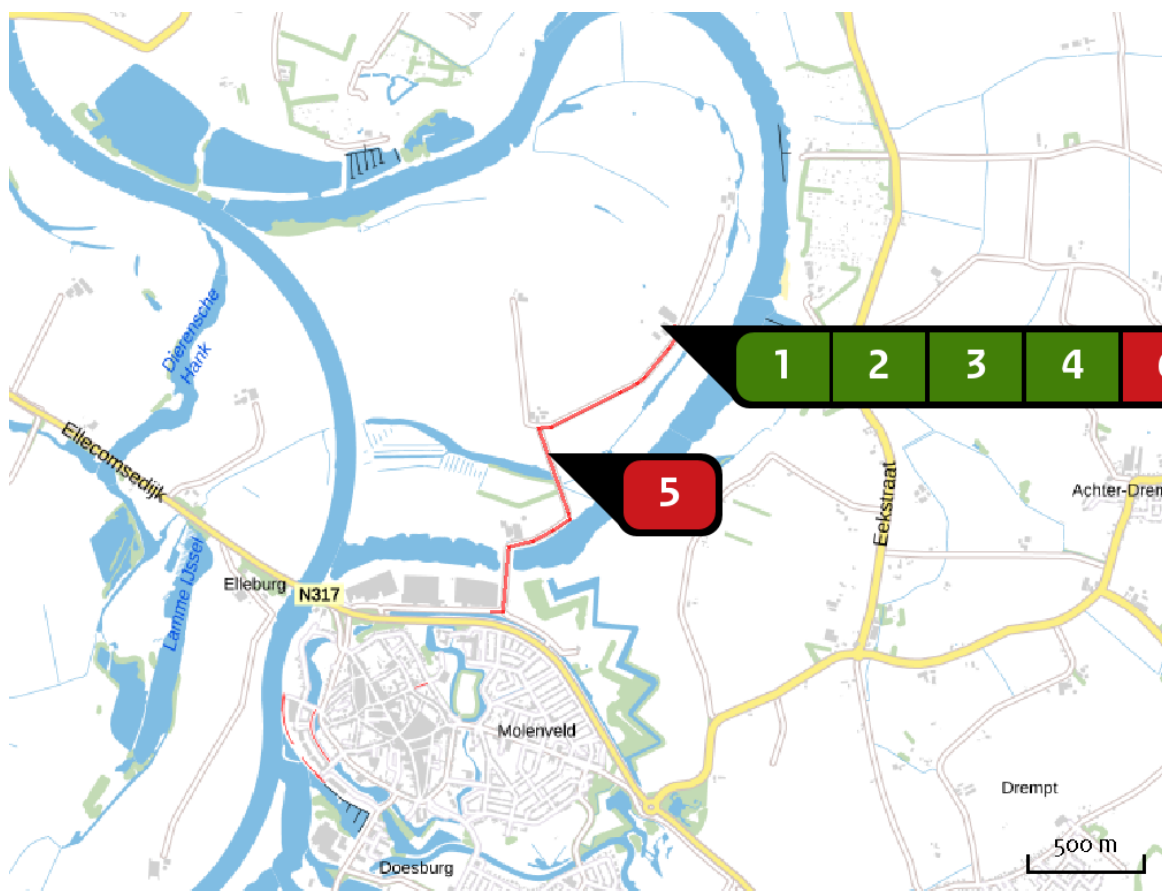 Dierensche
Hank
1 2 3 4
Ellecomsedijk
5
Achter-Drem
Eekstraat
Lamme IJssel
Elleburg
N317
Molenveld
Drempt
500 m
Doesburg